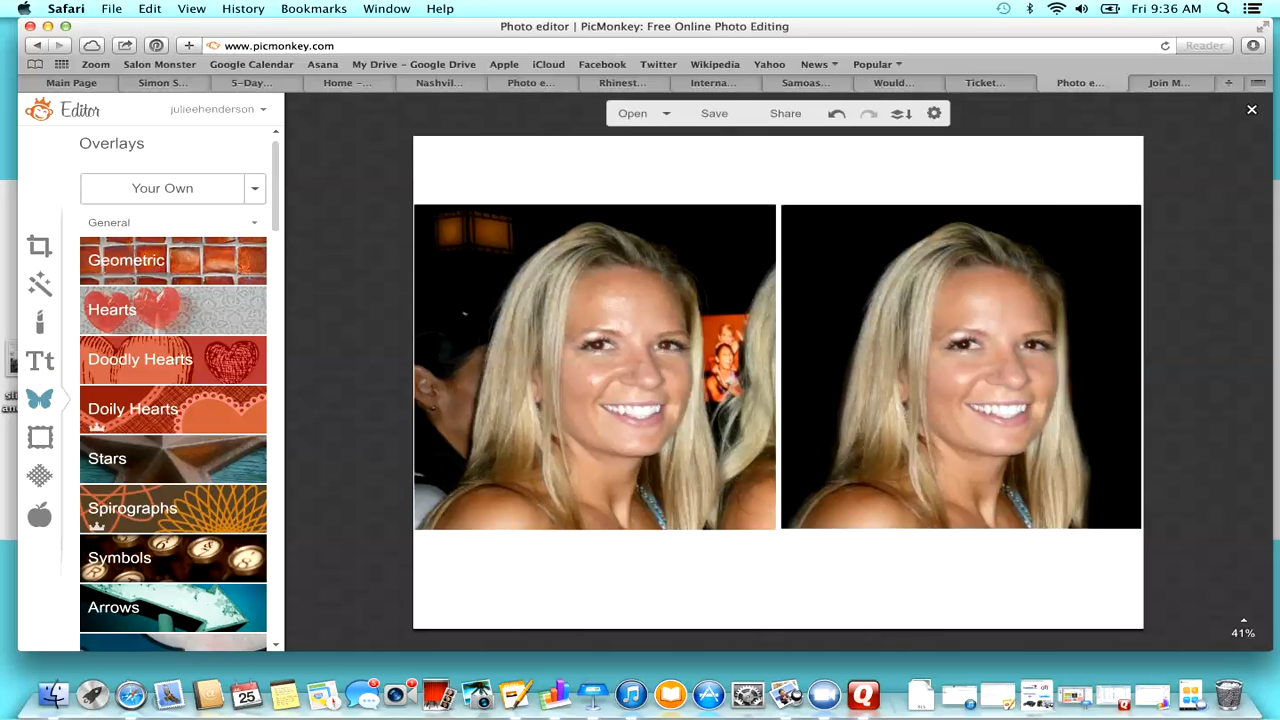 Safari File Edit View History Bookmarks Window Help Fri 9:36 AM
Photo editor | PicMonkey: Free Online Photo Editing
www.picmonkey.com Reader
Zoom Salon Monster Google Calendar Asana My Drive – Google Drive Apple iCloud Facebook Twitter Wikipedia Yahoo News Popular
Main Page Simon S... 5–Day... Home –... Nashvil... Photo e... Rhinest... Interna... Samoas... Would... Ticket... Photo e... Join M...
Editor julieehenderson
Open Save Share
Overlays
Your Own
General
Geometric
Hearts
Doodly Hearts
Tt
Doily Hearts
Stars
Spirographs
Symbols
Arrows
41%